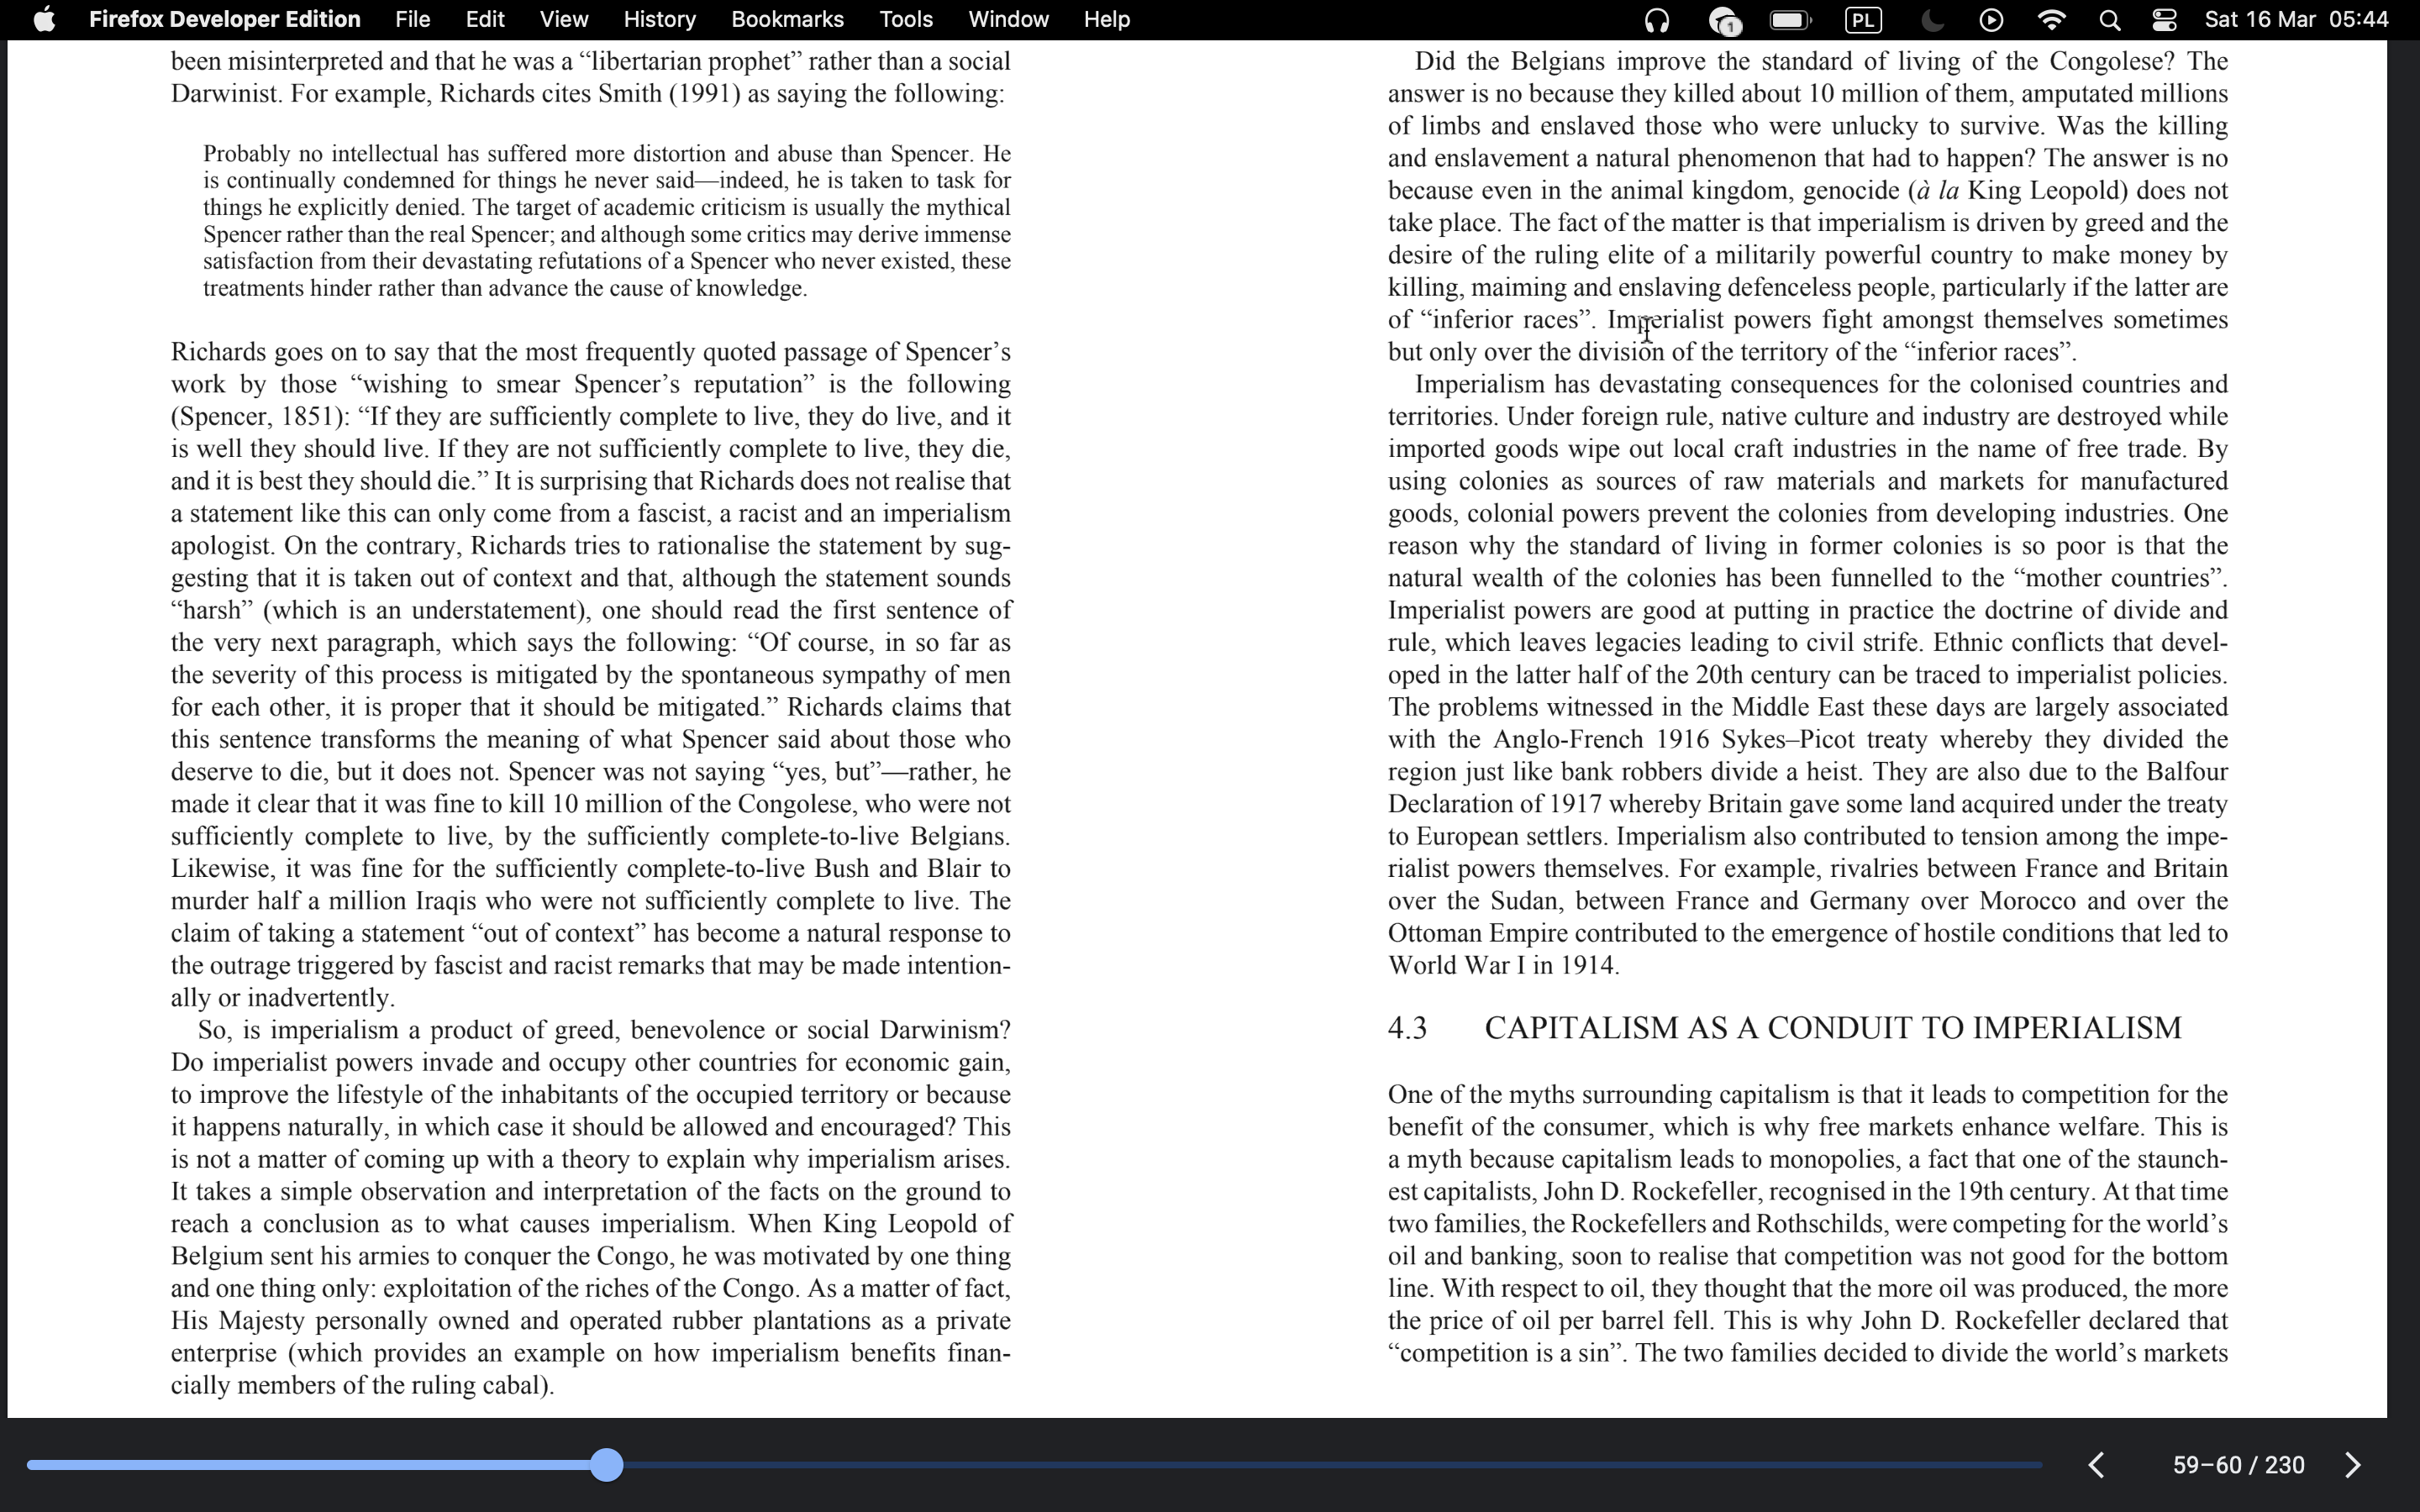 Firefox Developer Edition File Edit View History Bookmarks Tools Window Help 1 PL Sat 16 Mar 05:44
been misinterpreted and that he was a “libertarian prophet” rather than a social
Darwinist. For example, Richards cites Smith (1991) as saying the following:
Probably no intellectual has suffered more distortion and abuse than Spencer. He
is continually condemned for things he never said—indeed, he is taken to task for
things he explicitly denied. The target of academic criticism is usually the mythical
Spencer rather than the real Spencer; and although some critics may derive immense
satisfaction from their devastating refutations of a Spencer who never existed, these
treatments hinder rather than advance the cause of knowledge.
Richards goes on to say that the most frequently quoted passage of Spencer’s
work by those “wishing to smear Spencer’s reputation” is the following
(Spencer, 1851): “If they are sufficiently complete to live, they do live, and it
is well they should live. If they are not sufficiently complete to live, they die,
and it is best they should die.” It is surprising that Richards does not realise that
a statement like this can only come from a fascist, a racist and an imperialism
apologist. On the contrary, Richards tries to rationalise the statement by sug-
gesting that it is taken out of context and that, although the statement sounds
“harsh” (which is an understatement), one should read the first sentence of
the very next paragraph, which says the following: “Of course, in so far as
the severity of this process is mitigated by the spontaneous sympathy of men
for each other, it is proper that it should be mitigated.” Richards claims that
this sentence transforms the meaning of what Spencer said about those who
deserve to die, but it does not. Spencer was not saying “yes, but”—rather, he
made it clear that it was fine to kill 10 million of the Congolese, who were not
sufficiently complete to live, by the sufficiently complete-to-live Belgians.
Likewise, it was fine for the sufficiently complete-to-live Bush and Blair to
murder half a million Iraqis who were not sufficiently complete to live. The
claim of taking a statement “out of context” has become a natural response to
the outrage triggered by fascist and racist remarks that may be made intention-
ally or inadvertently.
So, is imperialism a product of greed, benevolence or social Darwinism?
Do imperialist powers invade and occupy other countries for economic gain,
to improve the lifestyle of the inhabitants of the occupied territory or because
it happens naturally, in which case it should be allowed and encouraged? This
is not a matter of coming up with a theory to explain why imperialism arises.
It takes a simple observation and interpretation of the facts on the ground to
reach a conclusion as to what causes imperialism. When King Leopold of
Belgium sent his armies to conquer the Congo, he was motivated by one thing
and one thing only: exploitation of the riches of the Congo. As a matter of fact,
His Majesty personally owned and operated rubber plantations as a private
enterprise (which provides an example on how imperialism benefits finan-
cially members of the ruling cabal).
Did the Belgians improve the standard of living of the Congolese? The
answer is no because they killed about 10 million of them, amputated millions
of limbs and enslaved those who were unlucky to survive. Was the killing
and enslavement a natural phenomenon that had to happen? The answer is no
because even in the animal kingdom, genocide (à la King Leopold) does not
take place. The fact of the matter is that imperialism is driven by greed and the
desire of the ruling elite of a militarily powerful country to make money by
killing, maiming and enslaving defenceless people, particularly if the latter are
of “inferior races”. Imperialist powers fight amongst themselves sometimes
but only over the division of the territory of the “inferior races”.
Imperialism has devastating consequences for the colonised countries and
territories. Under foreign rule, native culture and industry are destroyed while
imported goods wipe out local craft industries in the name of free trade. By
using colonies as sources of raw materials and markets for manufactured
goods, colonial powers prevent the colonies from developing industries. One
reason why the standard of living in former colonies is so poor is that the
natural wealth of the colonies has been funnelled to the “mother countries”.
Imperialist powers are good at putting in practice the doctrine of divide and
rule, which leaves legacies leading to civil strife. Ethnic conflicts that devel-
oped in the latter half of the 20th century can be traced to imperialist policies.
The problems witnessed in the Middle East these days are largely associated
with the Anglo-French 1916 Sykes–Picot treaty whereby they divided the
region just like bank robbers divide a heist. They are also due to the Balfour
Declaration of 1917 whereby Britain gave some land acquired under the treaty
to European settlers. Imperialism also contributed to tension among the impe-
rialist powers themselves. For example, rivalries between France and Britain
over the Sudan, between France and Germany over Morocco and over the
Ottoman Empire contributed to the emergence of hostile conditions that led to
World War I in 1914.
4.3 CAPITALISM AS A CONDUIT TO IMPERIALISM
One of the myths surrounding capitalism is that it leads to competition for the
benefit of the consumer, which is why free markets enhance welfare. This is
a myth because capitalism leads to monopolies, a fact that one of the staunch-
est capitalists, John D. Rockefeller, recognised in the 19th century. At that time
two families, the Rockefellers and Rothschilds, were competing for the world’s
oil and banking, soon to realise that competition was not good for the bottom
line. With respect to oil, they thought that the more oil was produced, the more
the price of oil per barrel fell. This is why John D. Rockefeller declared that
“competition is a sin”. The two families decided to divide the world’s markets
59–60 / 230